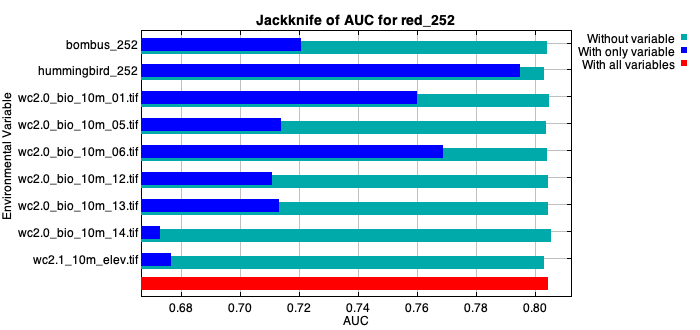 Jackknife of AUC for red_252
Without variable
With only variable
With all variables
Environmental Variable
bombus_252
hummingbird_252
wc2.0_bio_10m_01.tif
wc2.0_bio_10m_05.tif
wc2.0_bio_10m_06.tif
wc2.0_bio_10m_12.tif
wc2.0_bio_10m_13.tif
wc2.0_bio_10m_14.tif
wc2.1_10m_elev.tif
0.68 0.70 0.72 0.74 0.76 0.78 0.80
AUC